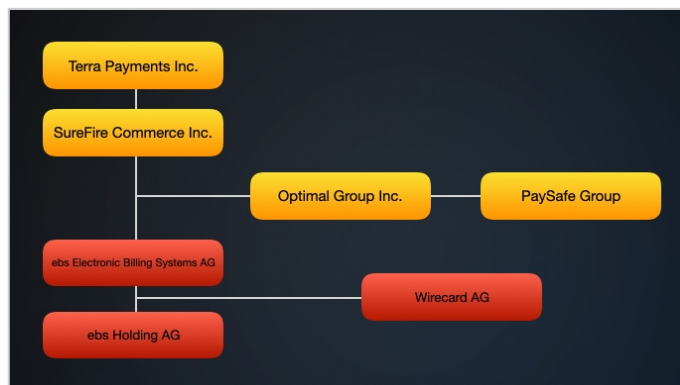 Terra Payments Inc.
SureFire Commerce Inc.
Optimal Group Inc.
PaySafe Group
ebs Electronic Billing Systems AG
Wirecard AG
ebs Holding AG